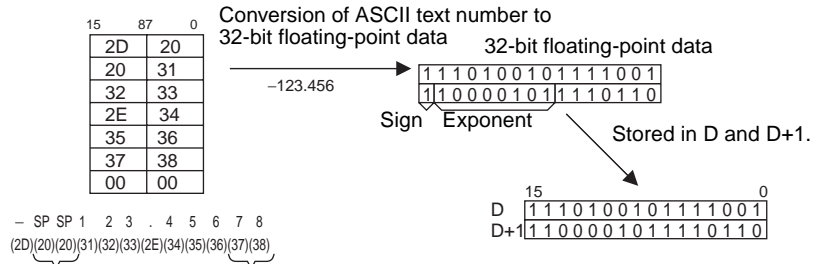 Conversion of ASCII text number to
32-bit floating-point data
15 87 0
2D 20
20 31
32 33
2E 34
35 36
37 38
00 00
−123.456
32-bit floating-point data
1 1 1 0 1 0 0 1 0 1 1 1 1 0 0 1
1 1 0 0 0 0 1 0 1 1 1 1 0 1 1 0
Sign Exponent
Stored in D and D+1.
15 0
D 1 1 1 0 1 0 0 1 0 1 1 1 1 0 0 1
D+1 1 1 0 0 0 0 1 0 1 1 1 1 0 1 1 0
– SP SP 1 2 3 . 4 5 6 7 8
(2D)(20)(20)(31)(32)(33)(2E)(34)(35)(36)(37)(38)